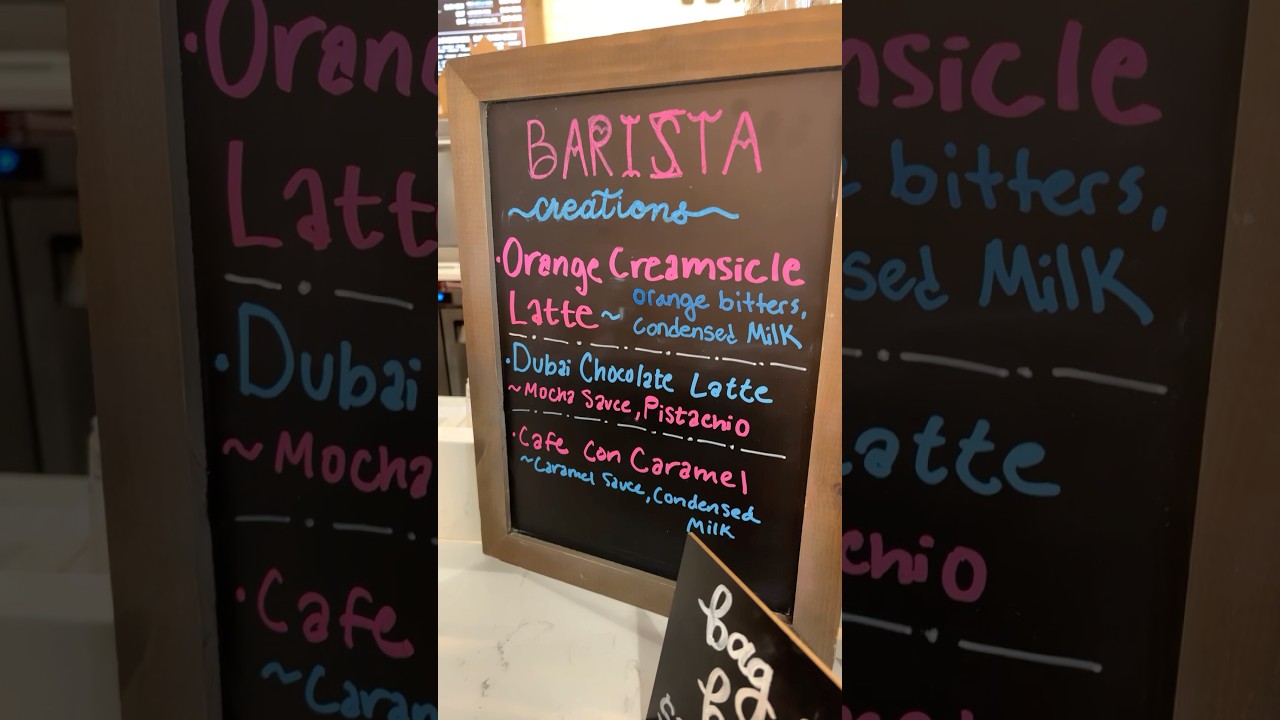 BARISTA
~creations~
·Orange Creamsicle
Latte ~ orange bitters,
condensed Milk
·Dubai Chocolate Latte
~Mocha Sauce, Pistachio
·Cafe Con Caramel
~Caramel Sauce, Condensed
Milk
bag